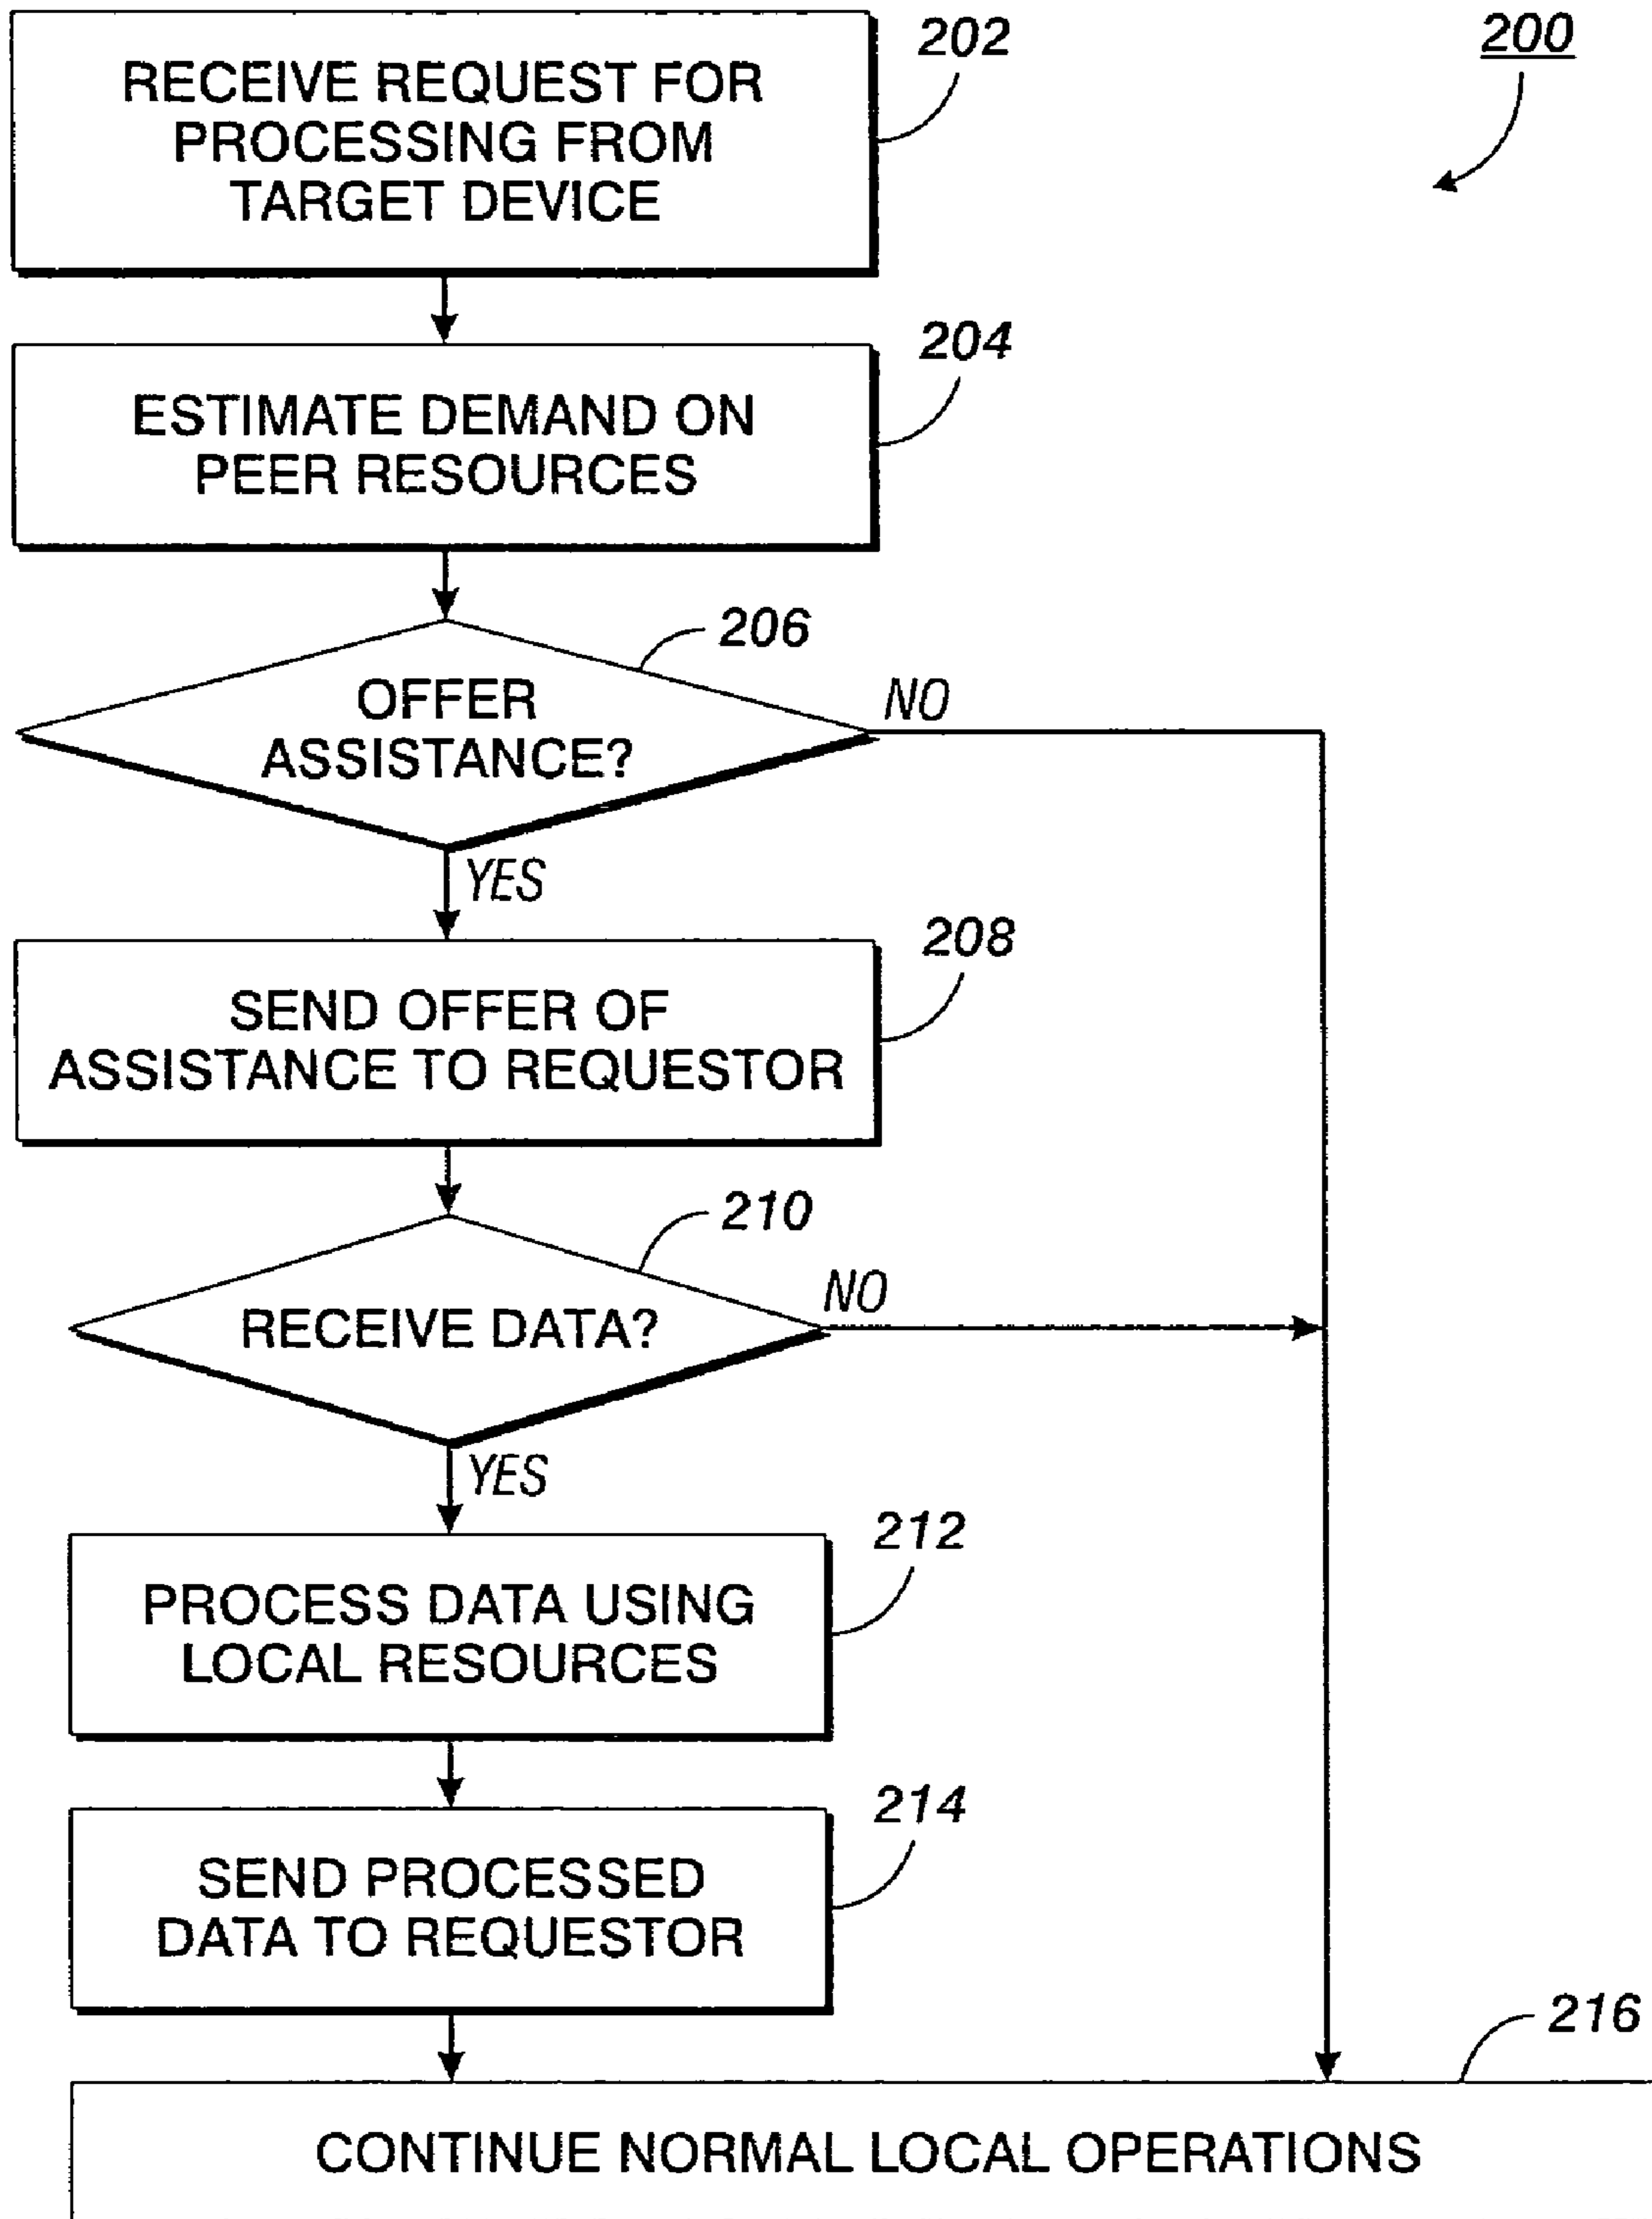 200
202
RECEIVE REQUEST FOR
PROCESSING FROM
TARGET DEVICE
204
ESTIMATE DEMAND ON
PEER RESOURCES
206
OFFER
ASSISTANCE?
NO
YES
208
SEND OFFER OF
ASSISTANCE TO REQUESTOR
210
RECEIVE DATA?
NO
YES
212
PROCESS DATA USING
LOCAL RESOURCES
214
SEND PROCESSED
DATA TO REQUESTOR
216
CONTINUE NORMAL LOCAL OPERATIONS